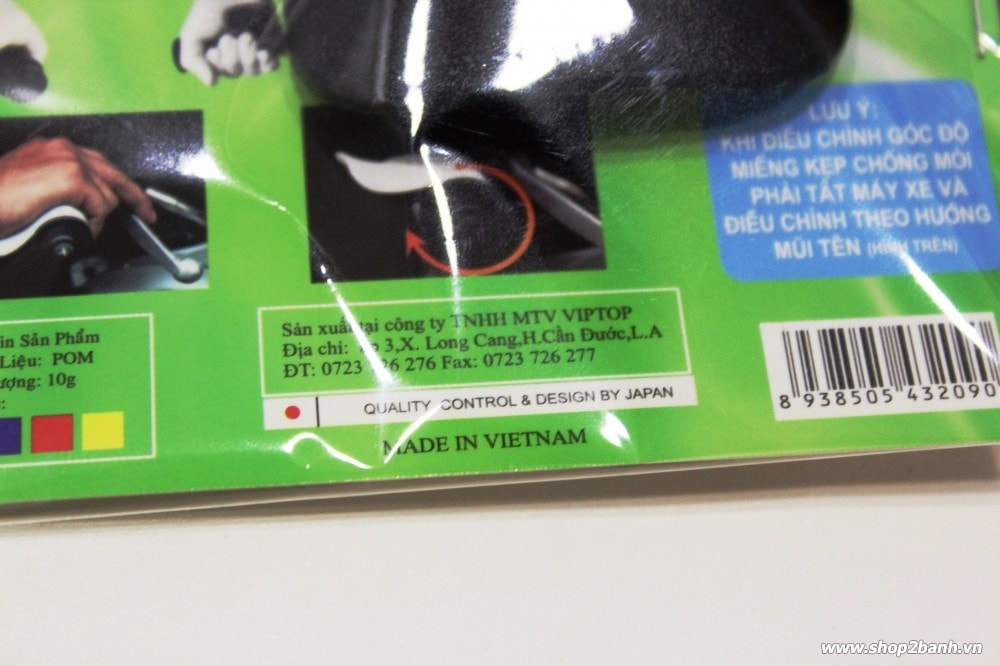 LƯU Ý:
KHI ĐIỀU CHỈNH GÓC ĐỘ
MIẾNG KẸP CHỐNG MỎI
PHẢI TẮT MÁY XE VÀ
ĐIỀU CHỈNH THEO HƯỚNG
MŨI TÊN (HÌNH TRÊN)
in Sản Phẩm
Liệu: POM
ượng: 10g
Sản xuất tại công ty TNHH MTV VIPTOP
Địa chỉ: 3,X. Long Cang,H.Cần Đước,L.A
ĐT: 0723 726 276 Fax: 0723 726 277
QUALITY CONTROL & DESIGN BY JAPAN
MADE IN VIETNAM
8 938505 432090
www.shop2banh.vn